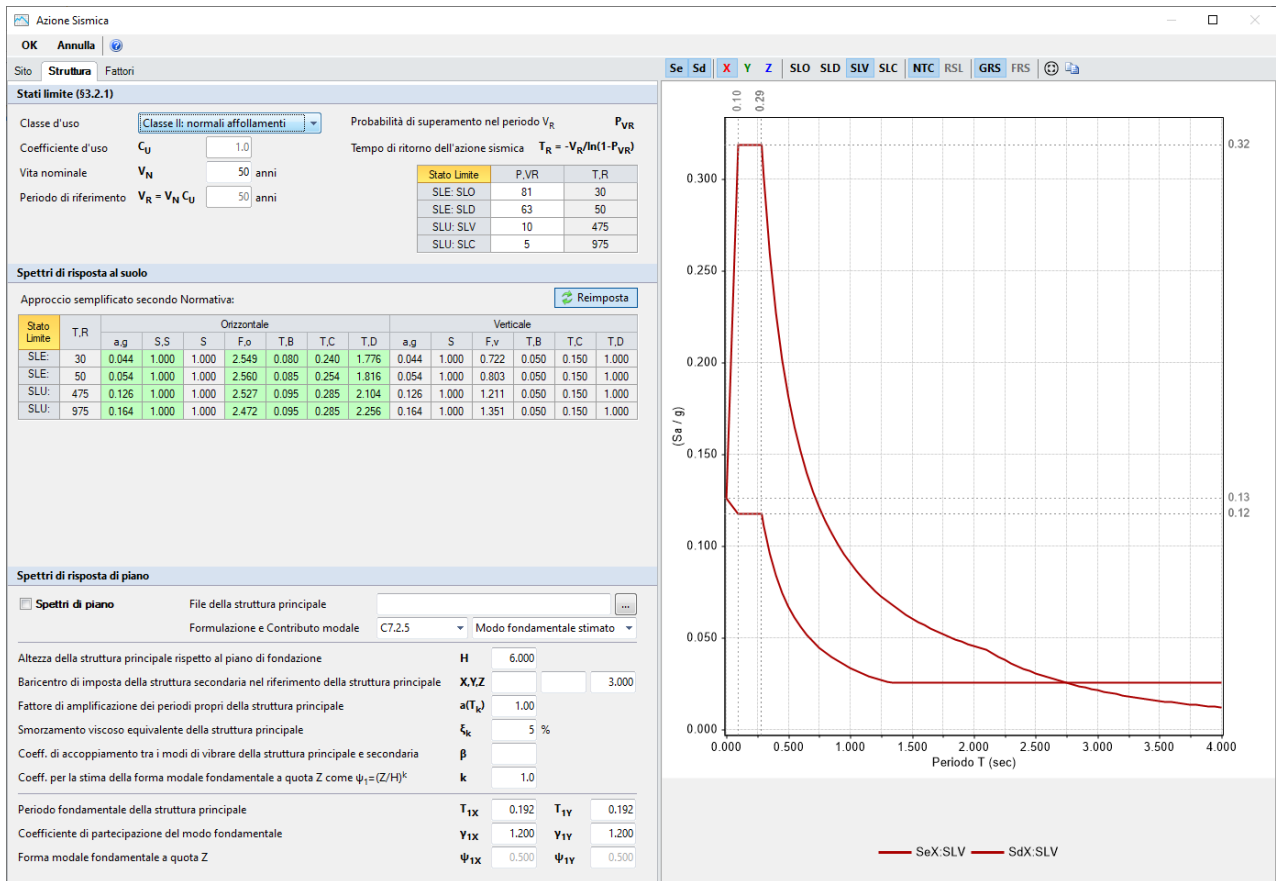 Azione Sismica
OK Annulla
Sito Struttura Fattori
Stati limite (§3.2.1)
Classe d'uso Classe II: normali affollamenti
Coefficiente d'uso CU 1.0
Vita nominale VN 50 anni
Periodo di riferimento VR = VN CU 50 anni
Probabilità di superamento nel periodo VR PVR
Tempo di ritorno dell'azione sismica TR = -VR/ln(1-PVR)
Stato Limite P,VR T,R
SLE: SLO 81 30
SLE: SLD 63 50
SLU: SLV 10 475
SLU: SLC 5 975
Spettri di risposta al suolo
Approccio semplificato secondo Normativa: Reimposta
Stato Limite T,R Orizzontale Verticale
a,g S,S S F,o T,B T,C T,D a,g S F,v T,B T,C T,D
SLE: 30 0.044 1.000 1.000 2.549 0.080 0.240 1.776 0.044 1.000 0.722 0.050 0.150 1.000
SLE: 50 0.054 1.000 1.000 2.560 0.085 0.254 1.816 0.054 1.000 0.803 0.050 0.150 1.000
SLU: 475 0.126 1.000 1.000 2.527 0.095 0.285 2.104 0.126 1.000 1.211 0.050 0.150 1.000
SLU: 975 0.164 1.000 1.000 2.472 0.095 0.285 2.256 0.164 1.000 1.351 0.050 0.150 1.000
Spettri di risposta di piano
Spettri di piano File della struttura principale ...
Formulazione e Contributo modale C7.2.5 Modo fondamentale stimato
Altezza della struttura principale rispetto al piano di fondazione H 6.000
Baricentro di imposta della struttura secondaria nel riferimento della struttura principale X,Y,Z 3.000
Fattore di amplificazione dei periodi propri della struttura principale a(Tk) 1.00
Smorzamento viscoso equivalente della struttura principale ξk 5 %
Coeff. di accoppiamento tra i modi di vibrare della struttura principale e secondaria β
Coeff. per la stima della forma modale fondamentale a quota Z come ψ1=(Z/H)^k k 1.0
Periodo fondamentale della struttura principale T1X 0.192 T1Y 0.192
Coefficiente di partecipazione del modo fondamentale γ1X 1.200 γ1Y 1.200
Forma modale fondamentale a quota Z ψ1X 0.500 ψ1Y 0.500
Se Sd X Y Z SLO SLD SLV SLC NTC RSL GRS FRS
0.10 0.29
0.32
0.300
0.250
0.200
0.150
0.13
0.12
0.100
0.050
0.000
(Sa / g)
0.000 0.500 1.000 1.500 2.000 2.500 3.000 3.500 4.000
Periodo T (sec)
SeX:SLV SdX:SLV